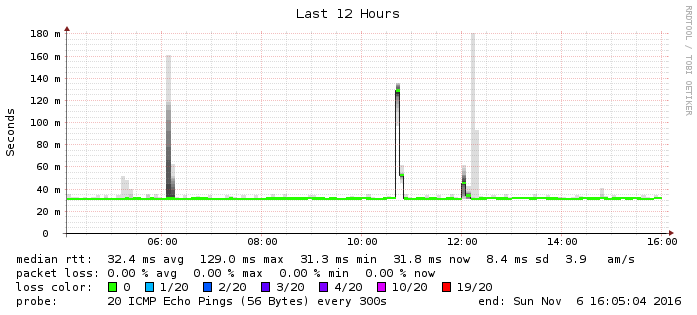 Last 12 Hours
RRDTOOL / TOBI OETIKER
Seconds
180 m
160 m
140 m
120 m
100 m
80 m
60 m
40 m
20 m
0
06:00 08:00 10:00 12:00 14:00 16:00
median rtt: 32.4 ms avg 129.0 ms max 31.3 ms min 31.8 ms now 8.4 ms sd 3.9 am/s
packet loss: 0.00 % avg 0.00 % max 0.00 % min 0.00 % now
loss color: 0 1/20 2/20 3/20 4/20 10/20 19/20
probe: 20 ICMP Echo Pings (56 Bytes) every 300s end: Sun Nov 6 16:05:04 2016